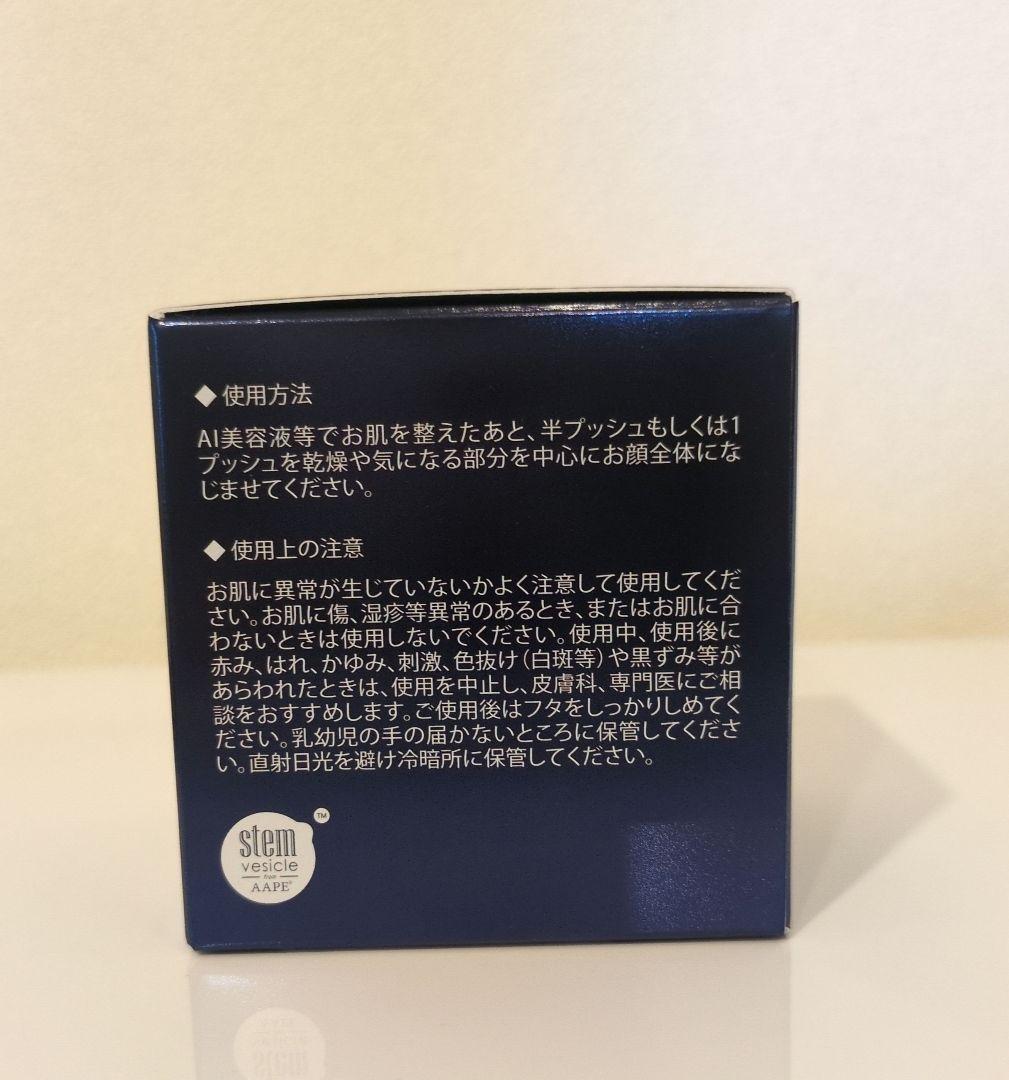 ◆ 使用方法
AI美容液等でお肌を整えたあと、半プッシュもしくは1
プッシュを乾燥や気になる部分を中心にお顔全体にな
じませてください。
◆ 使用上の注意
お肌に異常が生じていないかよく注意して使用してくだ
さい。お肌に傷、湿疹等異常のあるとき、またはお肌に合
わないときは使用しないでください。使用中、使用後に
赤み、はれ、かゆみ、刺激、色抜け（白斑等）や黒ずみ等が
あらわれたときは、使用を中止し、皮膚科、専門医にご相
談をおすすめします。ご使用後はフタをしっかりしめてく
ださい。乳幼児の手の届かないところに保管してくださ
い。直射日光を避け冷暗所に保管してください。
TM
stem
vesicle
from
AAPE®